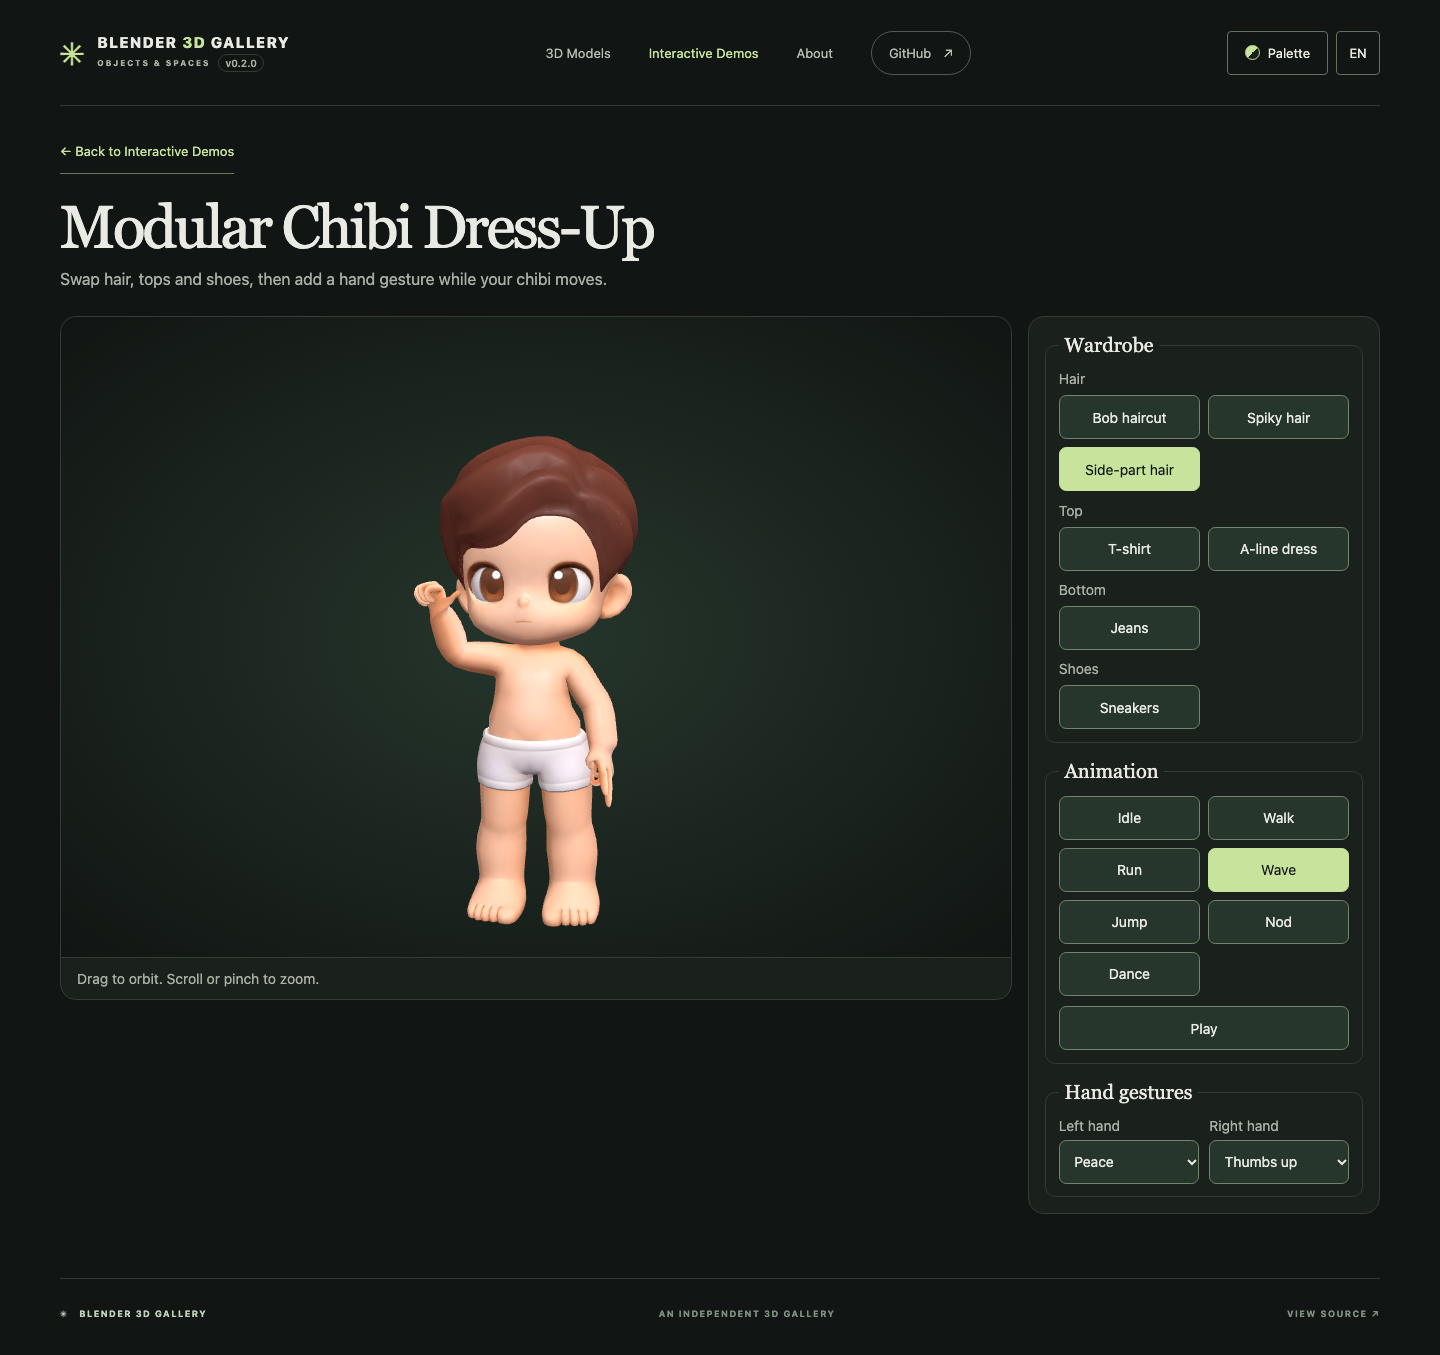 BLENDER 3D GALLERY
OBJECTS & SPACES v0.2.0
3D Models Interactive Demos About GitHub ↗
Palette EN
← Back to Interactive Demos
Modular Chibi Dress-Up
Swap hair, tops and shoes, then add a hand gesture while your chibi moves.
Drag to orbit. Scroll or pinch to zoom.
Wardrobe
Hair
Bob haircut Spiky hair
Side-part hair
Top
T-shirt A-line dress
Bottom
Jeans
Shoes
Sneakers
Animation
Idle Walk
Run Wave
Jump Nod
Dance
Play
Hand gestures
Left hand Right hand
Peace Thumbs up
BLENDER 3D GALLERY AN INDEPENDENT 3D GALLERY VIEW SOURCE ↗